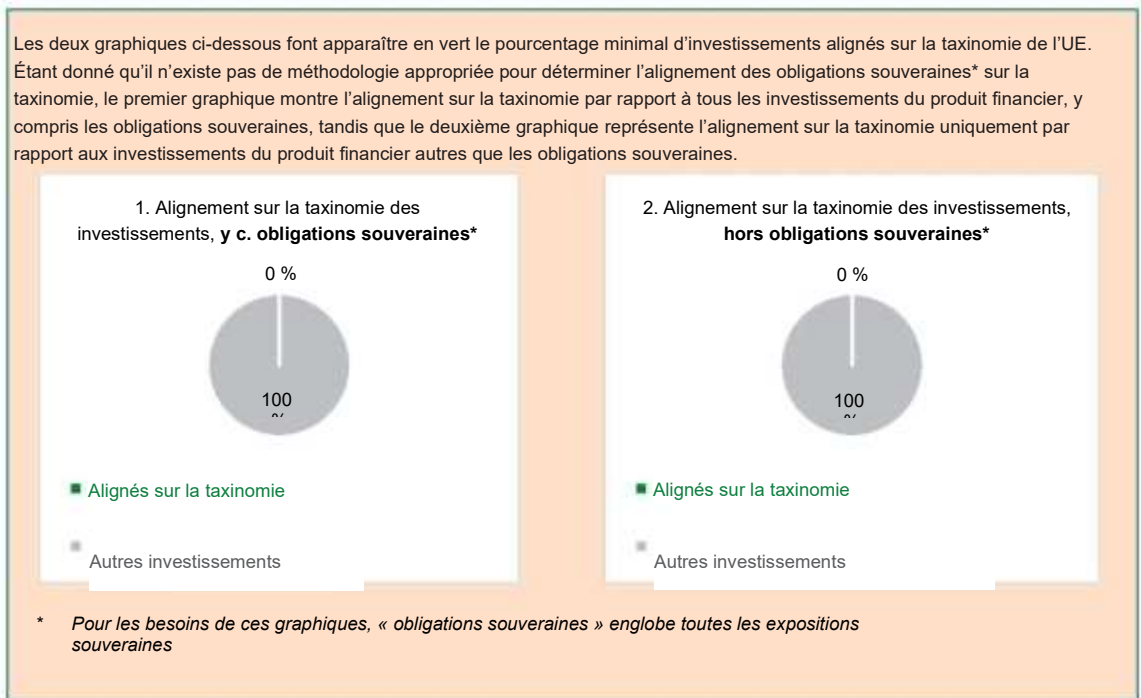 Les deux graphiques ci-dessous font apparaître en vert le pourcentage minimal d’investissements alignés sur la taxinomie de l’UE.
Étant donné qu’il n’existe pas de méthodologie appropriée pour déterminer l’alignement des obligations souveraines* sur la
taxinomie, le premier graphique montre l’alignement sur la taxinomie par rapport à tous les investissements du produit financier, y
compris les obligations souveraines, tandis que le deuxième graphique représente l’alignement sur la taxinomie uniquement par
rapport aux investissements du produit financier autres que les obligations souveraines.
1. Alignement sur la taxinomie des
investissements, y c. obligations souveraines*
0 %
100
%
Alignés sur la taxinomie
Autres investissements
2. Alignement sur la taxinomie des investissements,
hors obligations souveraines*
0 %
100
%
Alignés sur la taxinomie
Autres investissements
* Pour les besoins de ces graphiques, « obligations souveraines » englobe toutes les expositions
souveraines